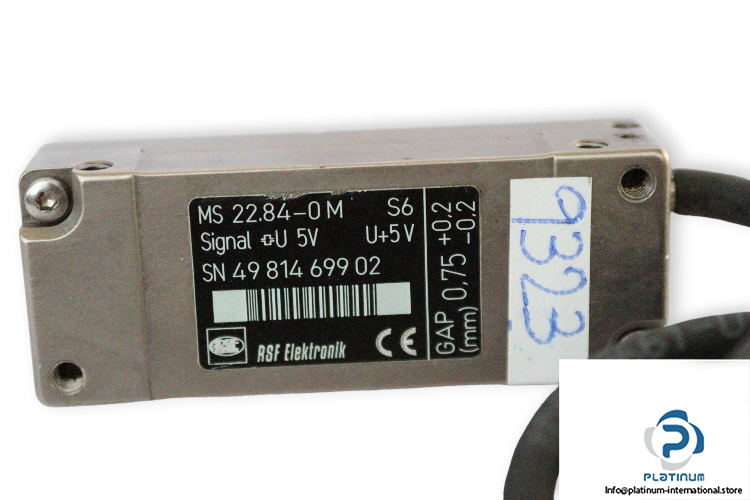 MS 22.84-0 M S6
Signal ⎍U 5V U+5V
SN 49 814 699 02
RSF Elektronik CE
GAP 0,75 +0,2 -0,2
(mm)
9323
PLATINUM
Info@platinum-international.store